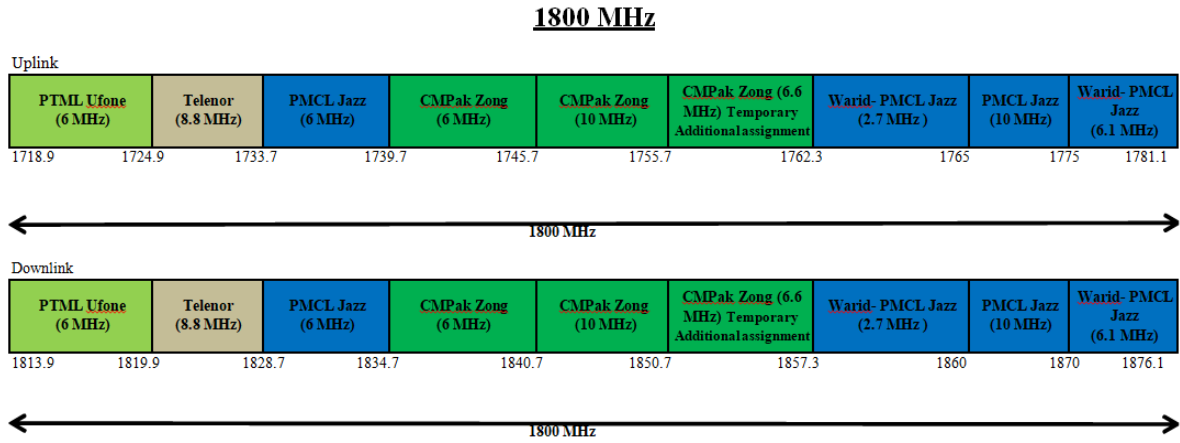 1800 MHz
Uplink
PTML Ufone
(6 MHz)
Telenor
(8.8 MHz)
PMCL Jazz
(6 MHz)
CMPak Zong
(6 MHz)
CMPak Zong
(10 MHz)
CMPak Zong (6.6
MHz) Temporary
Additional assignment
Warid- PMCL Jazz
(2.7 MHz )
PMCL Jazz
(10 MHz)
Warid- PMCL
Jazz
(6.1 MHz)
1718.9 1724.9 1733.7 1739.7 1745.7 1755.7 1762.3 1765 1775 1781.1
1800 MHz
Downlink
PTML Ufone
(6 MHz)
Telenor
(8.8 MHz)
PMCL Jazz
(6 MHz)
CMPak Zong
(6 MHz)
CMPak Zong
(10 MHz)
CMPak Zong (6.6
MHz) Temporary
Additional assignment
Warid- PMCL Jazz
(2.7 MHz )
PMCL Jazz
(10 MHz)
Warid- PMCL
Jazz
(6.1 MHz)
1813.9 1819.9 1828.7 1834.7 1840.7 1850.7 1857.3 1860 1870 1876.1
1800 MHz